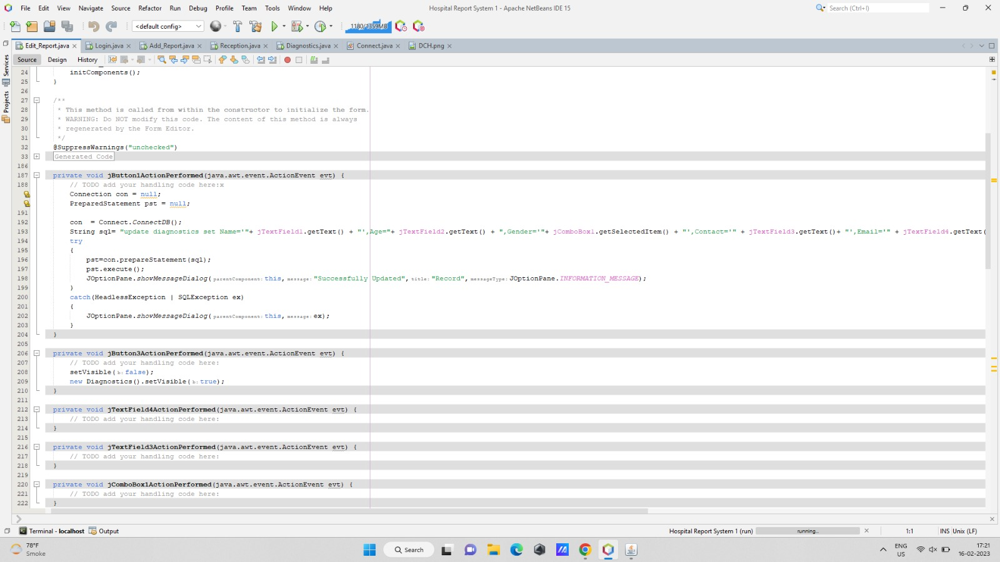 File Edit View Navigate Source Refactor Run Debug Profile Team Tools Window Help Hospital Report System 1 - Apache NetBeans IDE 15 Search (Ctrl+I)
<default config> 1180/1359MB
Edit_Report.java Login.java Add_Report.java Reception.java Diagnostics.java Connect.java DCH.png
Source Design History
Services
Projects
24 initComponents();
25 }
26
27 /**
28 * This method is called from within the constructor to initialize the form.
29 * WARNING: Do NOT modify this code. The content of this method is always
30 * regenerated by the Form Editor.
31 */
32 @SuppressWarnings("unchecked")
33 Generated Code
186
187 private void jButton1ActionPerformed(java.awt.event.ActionEvent evt) {
188 // TODO add your handling code here:x
Connection con = null;
PreparedStatement pst = null;
191
192 con = Connect.ConnectDB();
193 String sql= "update diagnostics set Name='"+ jTextField1.getText() + "',Age="+ jTextField2.getText() + ",Gender='"+ jComboBox1.getSelectedItem() + "',Contact='" + jTextField3.getText()+ "',Email='" + jTextField4.getText(
194 try
195 {
196 pst=con.prepareStatement(sql);
197 pst.execute();
198 JOptionPane.showMessageDialog(parentComponent: this, message: "Successfully Updated", title: "Record", messageType: JOptionPane.INFORMATION_MESSAGE);
199 }
200 catch(HeadlessException | SQLException ex)
201 {
202 JOptionPane.showMessageDialog(parentComponent: this, message: ex);
203 }
204 }
205
206 private void jButton3ActionPerformed(java.awt.event.ActionEvent evt) {
207 // TODO add your handling code here:
208 setVisible(b: false);
209 new Diagnostics().setVisible(b: true);
210 }
211
212 private void jTextField4ActionPerformed(java.awt.event.ActionEvent evt) {
213 // TODO add your handling code here:
214 }
215
216 private void jTextField3ActionPerformed(java.awt.event.ActionEvent evt) {
217 // TODO add your handling code here:
218 }
219
220 private void jComboBox1ActionPerformed(java.awt.event.ActionEvent evt) {
221 // TODO add your handling code here:
222 }
Terminal - localhost Output Hospital Report System 1 (run) running... 1:1 INS Unix (LF)
78°F
Smoke
Search
ENG
US
17:21
16-02-2023